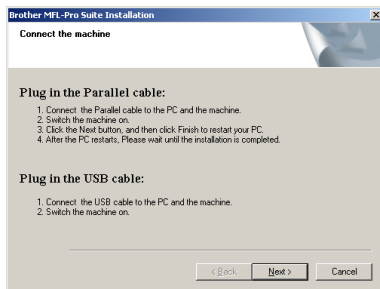 Brother MFL-Pro Suite Installation
Connect the machine
Plug in the Parallel cable:
1. Connect the Parallel cable to the PC and the machine.
2. Switch the machine on.
3. Click the Next button, and then click Finish to restart your PC.
4. After the PC restarts, Please wait until the installation is completed.
Plug in the USB cable:
1. Connect the USB cable to the PC and the machine.
2. Switch the machine on.
< Back Next > Cancel